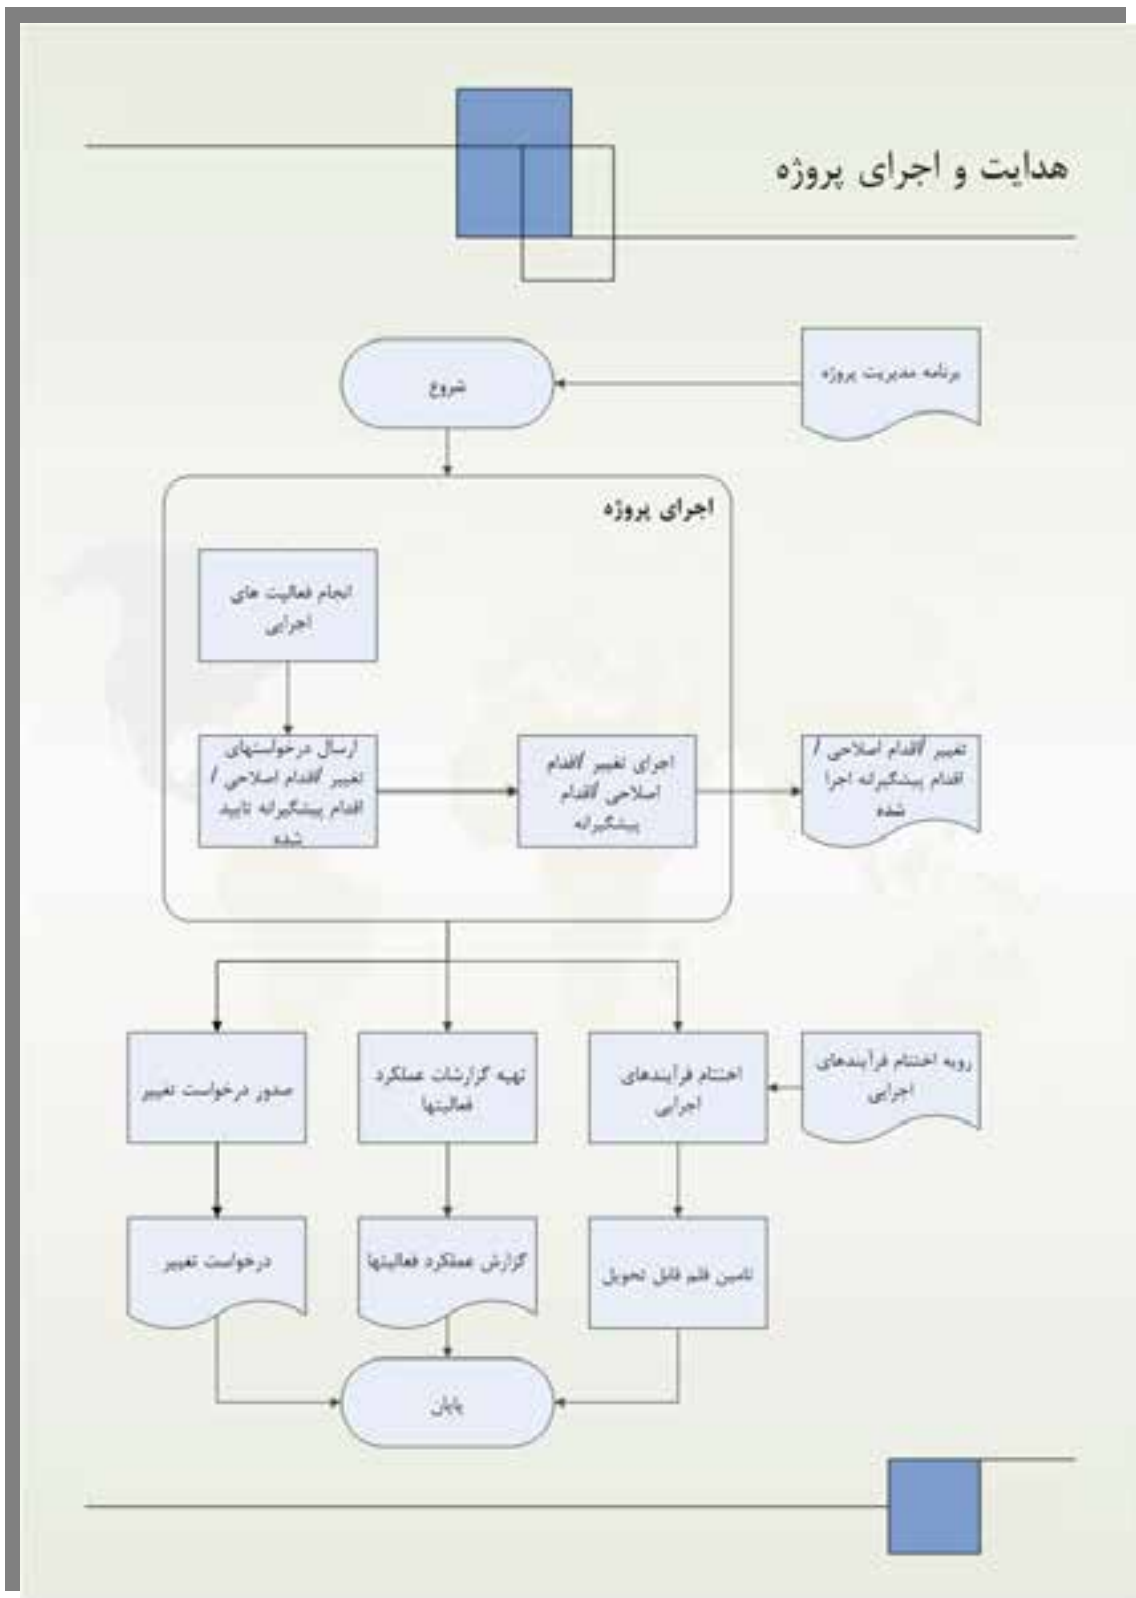 هدایت و اجرای پروژه
برنامه مدیریت پروژه
شروع
اجرای پروژه
انجام فعالیت های
اجرایی
ارسال درخواستهای
تغییر /اقدام اصلاحی /
اقدام پیشگیرانه تایید
شده
اجرای تغییر /اقدام
اصلاحی /اقدام
پیشگیرانه
تغییر /اقدام اصلاحی /
اقدام پیشگیرانه اجرا
شده
رویه اختتام فرآیندهای
اجرایی
اختتام فرآیندهای
اجرایی
تهیه گزارشات عملکرد
فعالیتها
صدور درخواست تغییر
تامین قلم قابل تحویل
گزارش عملکرد فعالیتها
درخواست تغییر
پایان